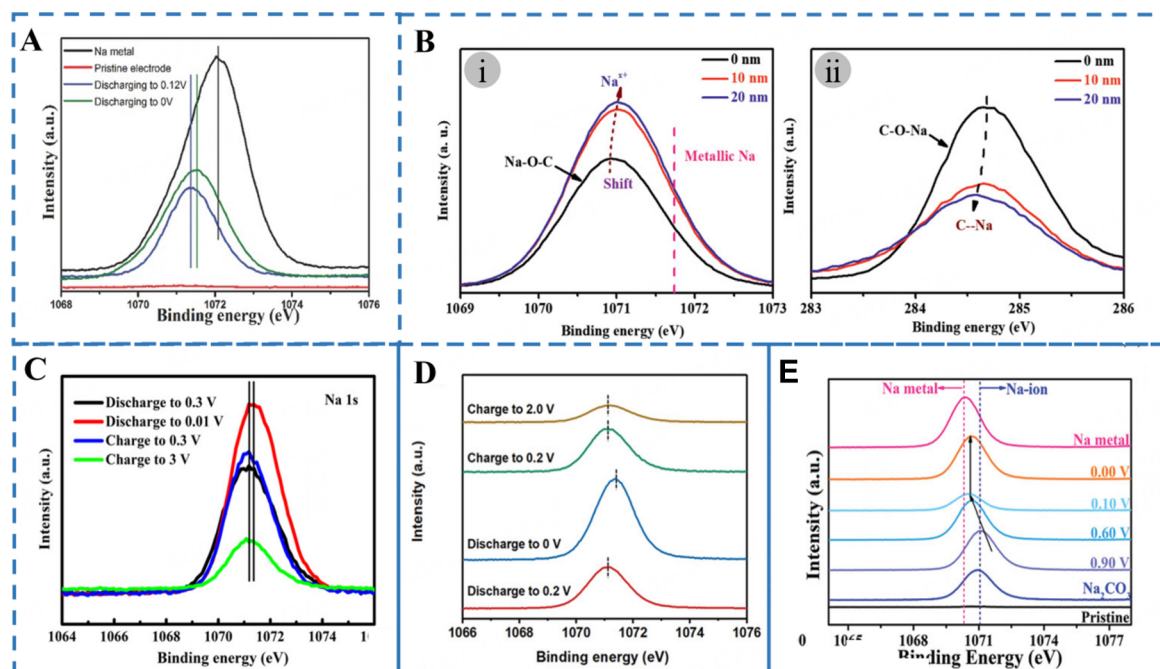 A
Na metal
Pristine electrode
Discharging to 0.12V
Discharging to 0V
Intensity (a.u.)
1068 1070 1072 1074 1076
Binding energy (eV)
B
i
0 nm
10 nm
20 nm
Naˣ⁺
Na-O-C
Shift
Metallic Na
Intensity (a.u.)
1069 1070 1071 1072 1073
Binding energy (eV)
ii
0 nm
10 nm
20 nm
C-O-Na
C--Na
Intensity (a.u.)
283 284 285 286
Binding energy (eV)
C
Discharge to 0.3 V
Discharge to 0.01 V
Charge to 0.3 V
Charge to 3 V
Na 1s
Intensity (a.u.)
1064 1066 1068 1070 1072 1074
Binding energy (eV)
D
Charge to 2.0 V
Charge to 0.2 V
Discharge to 0 V
Discharge to 0.2 V
Intensity (a.u.)
1066 1068 1070 1072 1074 1076
Binding energy (eV)
E
Na metal
Na-ion
Na metal
0.00 V
0.10 V
0.60 V
0.90 V
Na₂CO₃
Pristine
Intensity (a.u.)
0 1068 1071 1074 1077
Binding Energy (eV)